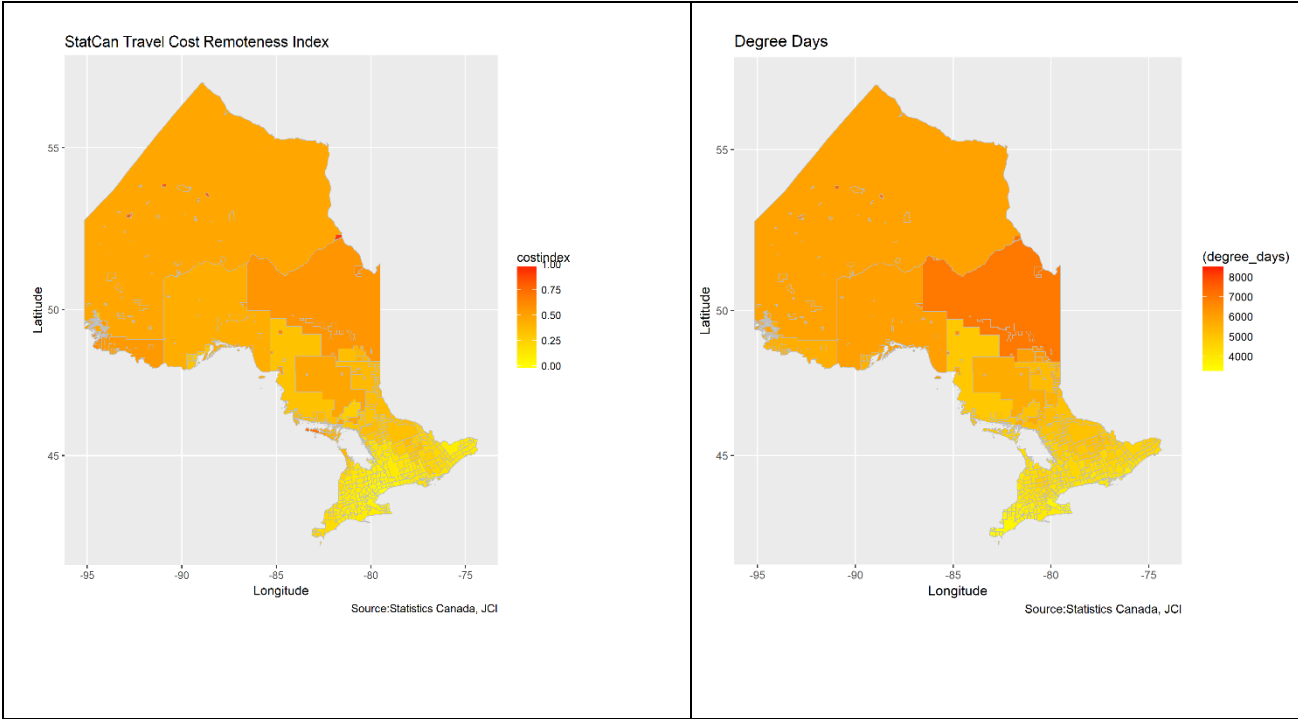 StatCan Travel Cost Remoteness Index
55
50
45
Latitude
-95
-90
-85
-80
-75
Longitude
costindex
1.00
0.75
0.50
0.25
0.00
Source:Statistics Canada, JCI
Degree Days
55
50
45
Latitude
-95
-90
-85
-80
-75
Longitude
(degree_days)
8000
7000
6000
5000
4000
Source:Statistics Canada, JCI